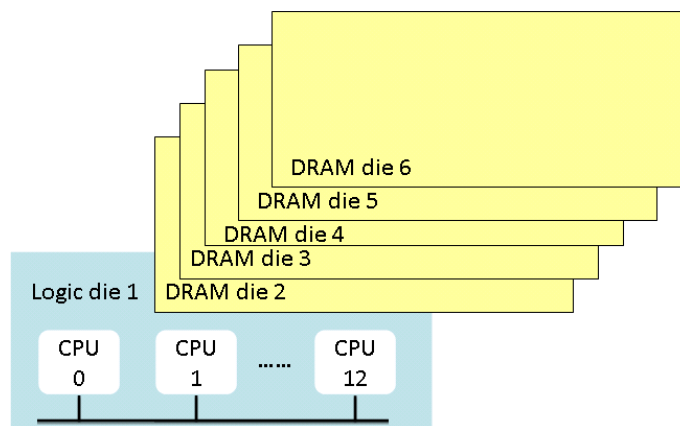 DRAM die 6
DRAM die 5
DRAM die 4
DRAM die 3
Logic die 1 DRAM die 2
CPU CPU CPU
0 1 ...... 12